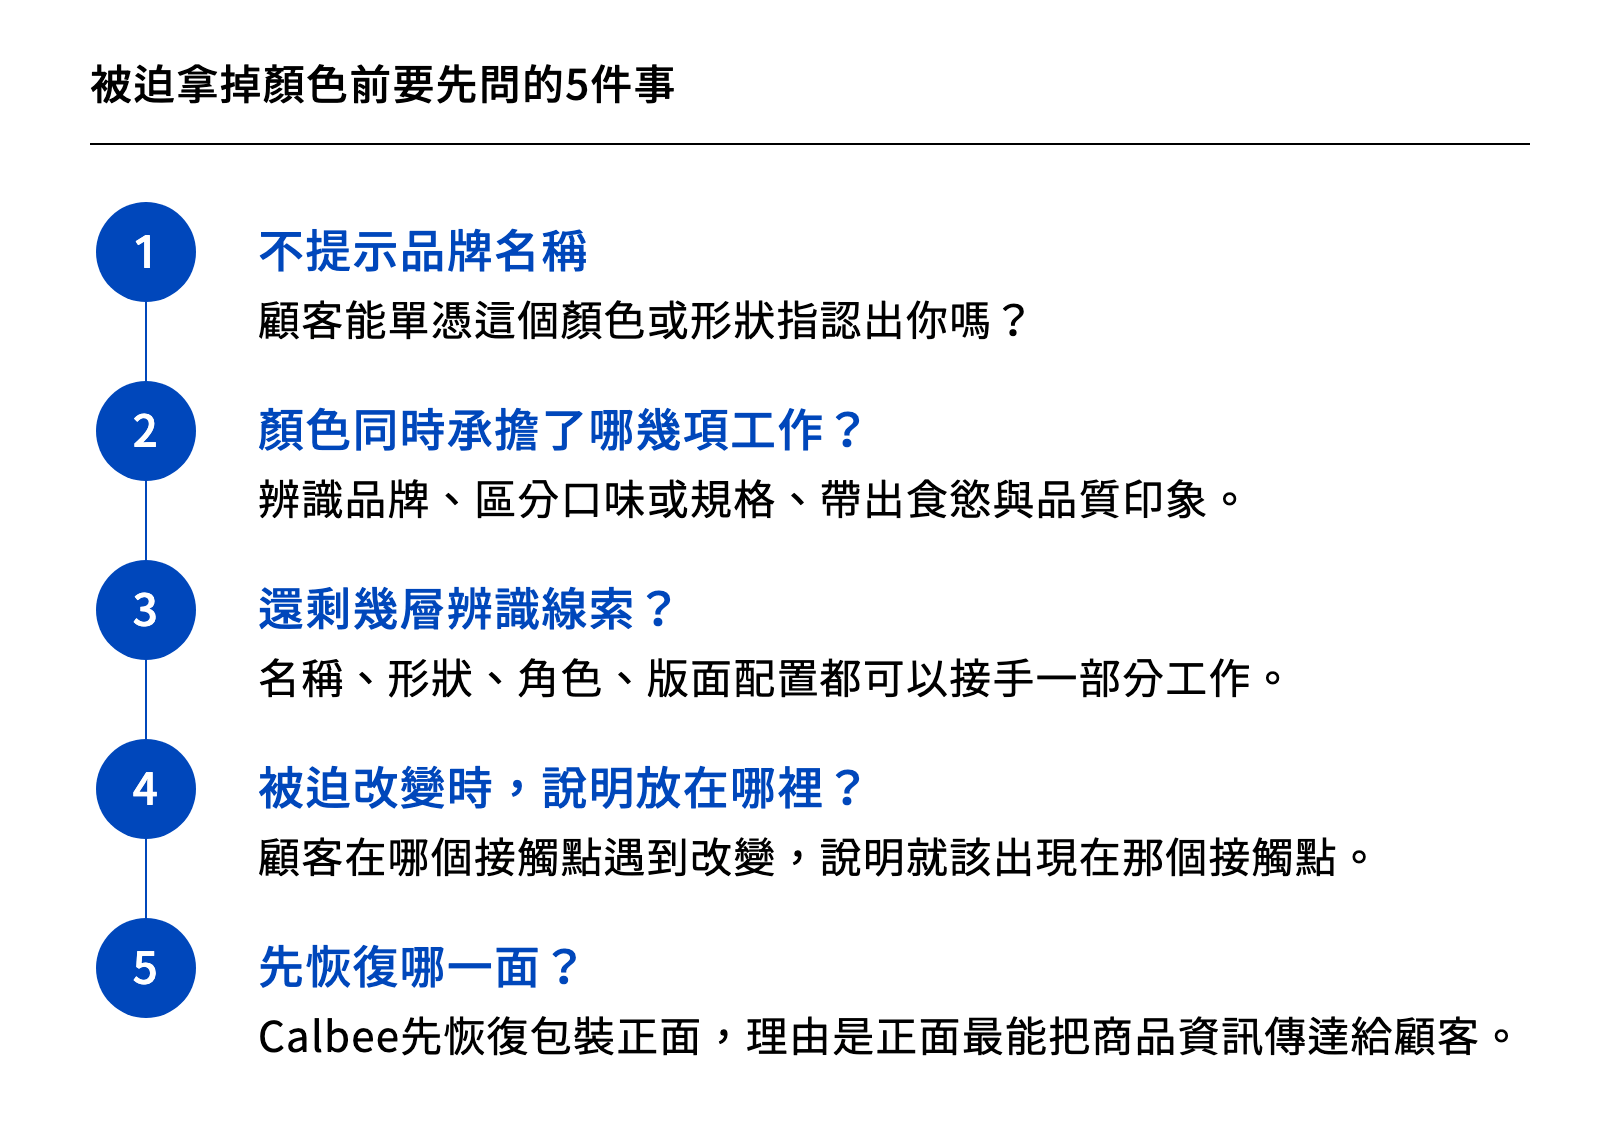 被迫拿掉顏色前要先問的5件事
1
不提示品牌名稱
顧客能單憑這個顏色或形狀指認出你嗎？
2
顏色同時承擔了哪幾項工作？
辨識品牌、區分口味或規格、帶出食慾與品質印象。
3
還剩幾層辨識線索？
名稱、形狀、角色、版面配置都可以接手一部分工作。
4
被迫改變時，說明放在哪裡？
顧客在哪個接觸點遇到改變，說明就該出現在那個接觸點。
5
先恢復哪一面？
Calbee先恢復包裝正面，理由是正面最能把商品資訊傳達給顧客。